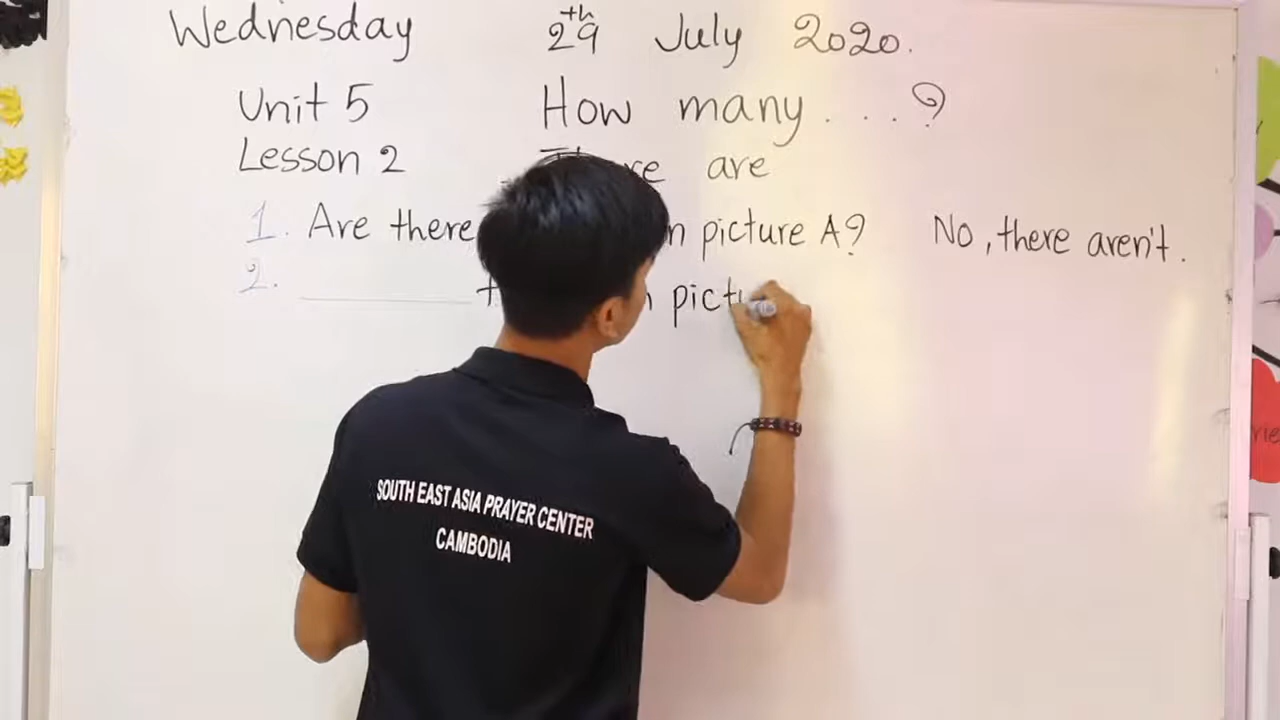 Wednesday 29th July 2020.
Unit 5 How many . . . ?
Lesson 2 are
1. Are there picture A? No, there aren't.
2. ________
SOUTH EAST ASIA PRAYER CENTER
CAMBODIA